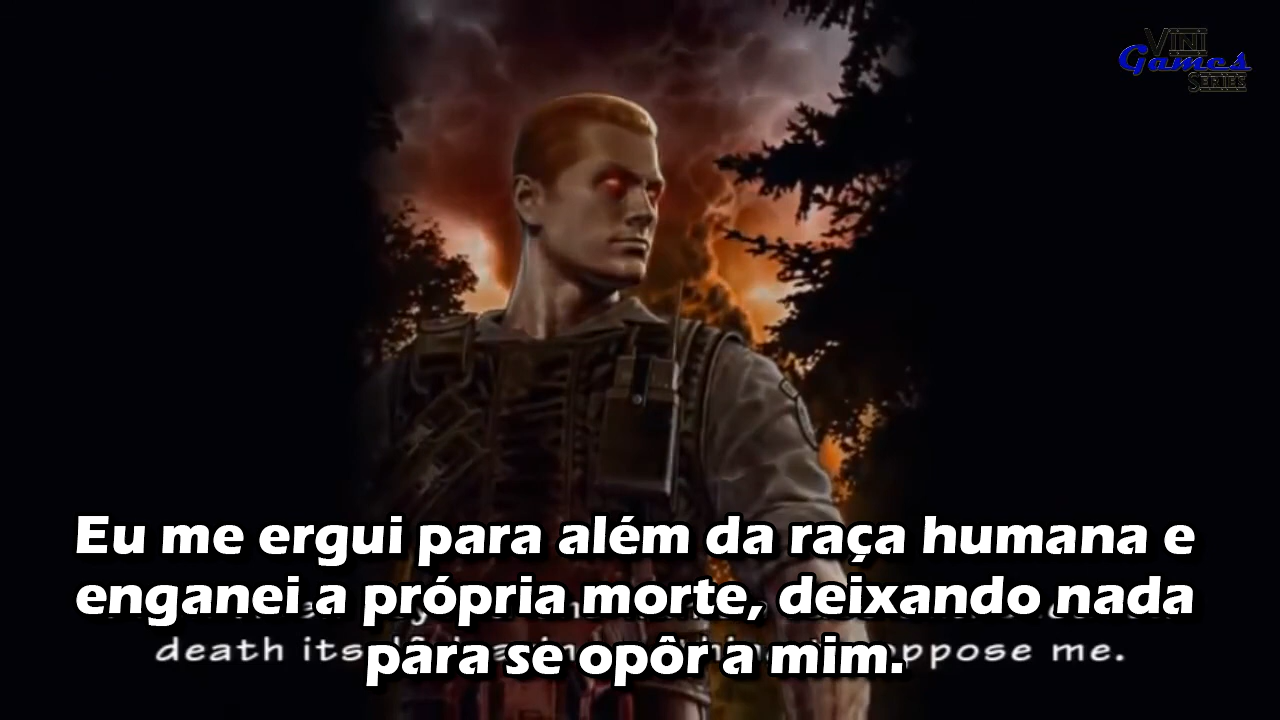 VINI
Games
SERIES
Eu me ergui para além da raça humana e
enganei a própria morte, deixando nada
para se opôr a mim.
death its oppose me.